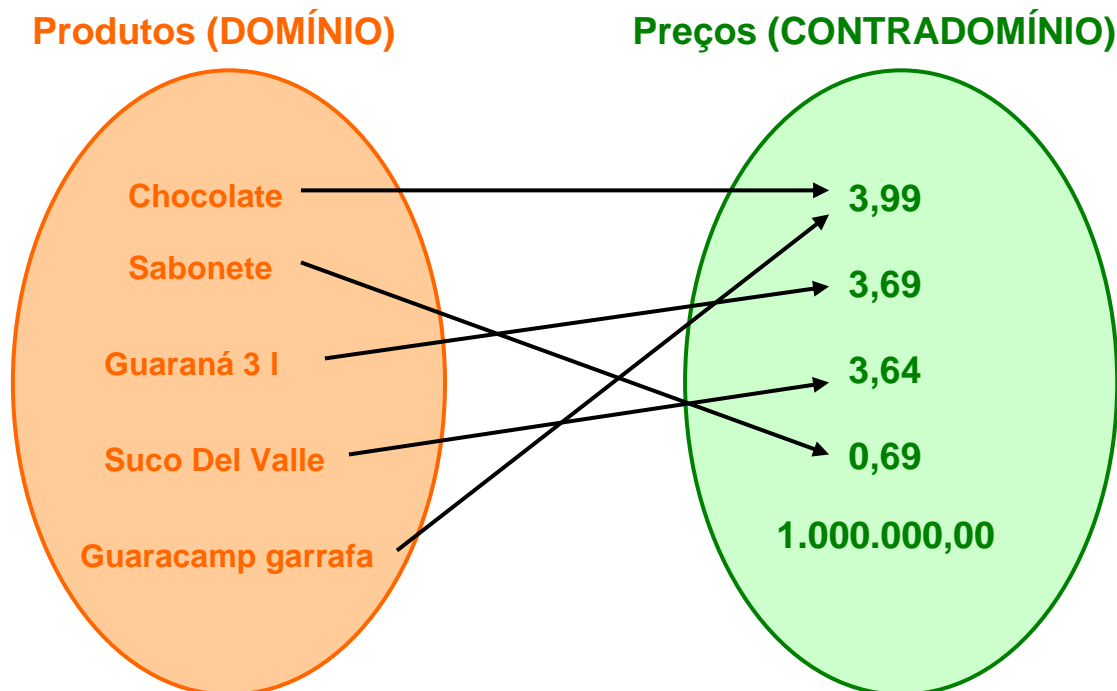 Produtos (DOMÍNIO)
Preços (CONTRADOMÍNIO)
Chocolate
Sabonete
Guaraná 3 l
Suco Del Valle
Guaracamp garrafa
3,99
3,69
3,64
0,69
1.000.000,00